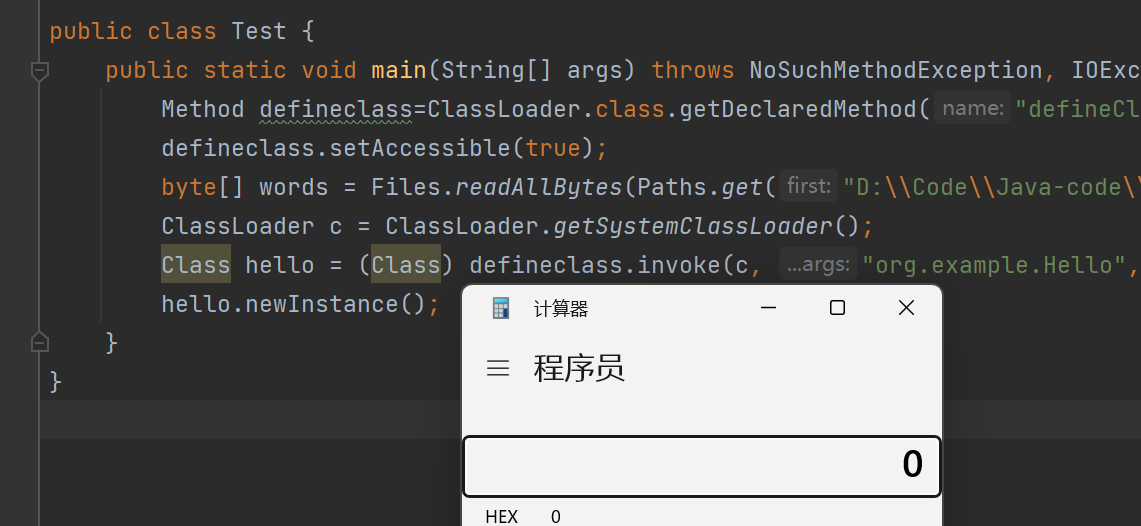 public class Test {
public static void main(String[] args) throws NoSuchMethodException, IOExc
Method defineclass=ClassLoader.class.getDeclaredMethod( name: "defineCl
defineclass.setAccessible(true);
byte[] words = Files.readAllBytes(Paths.get( first: "D:\\Code\\Java-code\\
ClassLoader c = ClassLoader.getSystemClassLoader();
Class hello = (Class) defineclass.invoke(c, ...args: "org.example.Hello",
hello.newInstance();
}
}
计算器
程序员
0
HEX 0